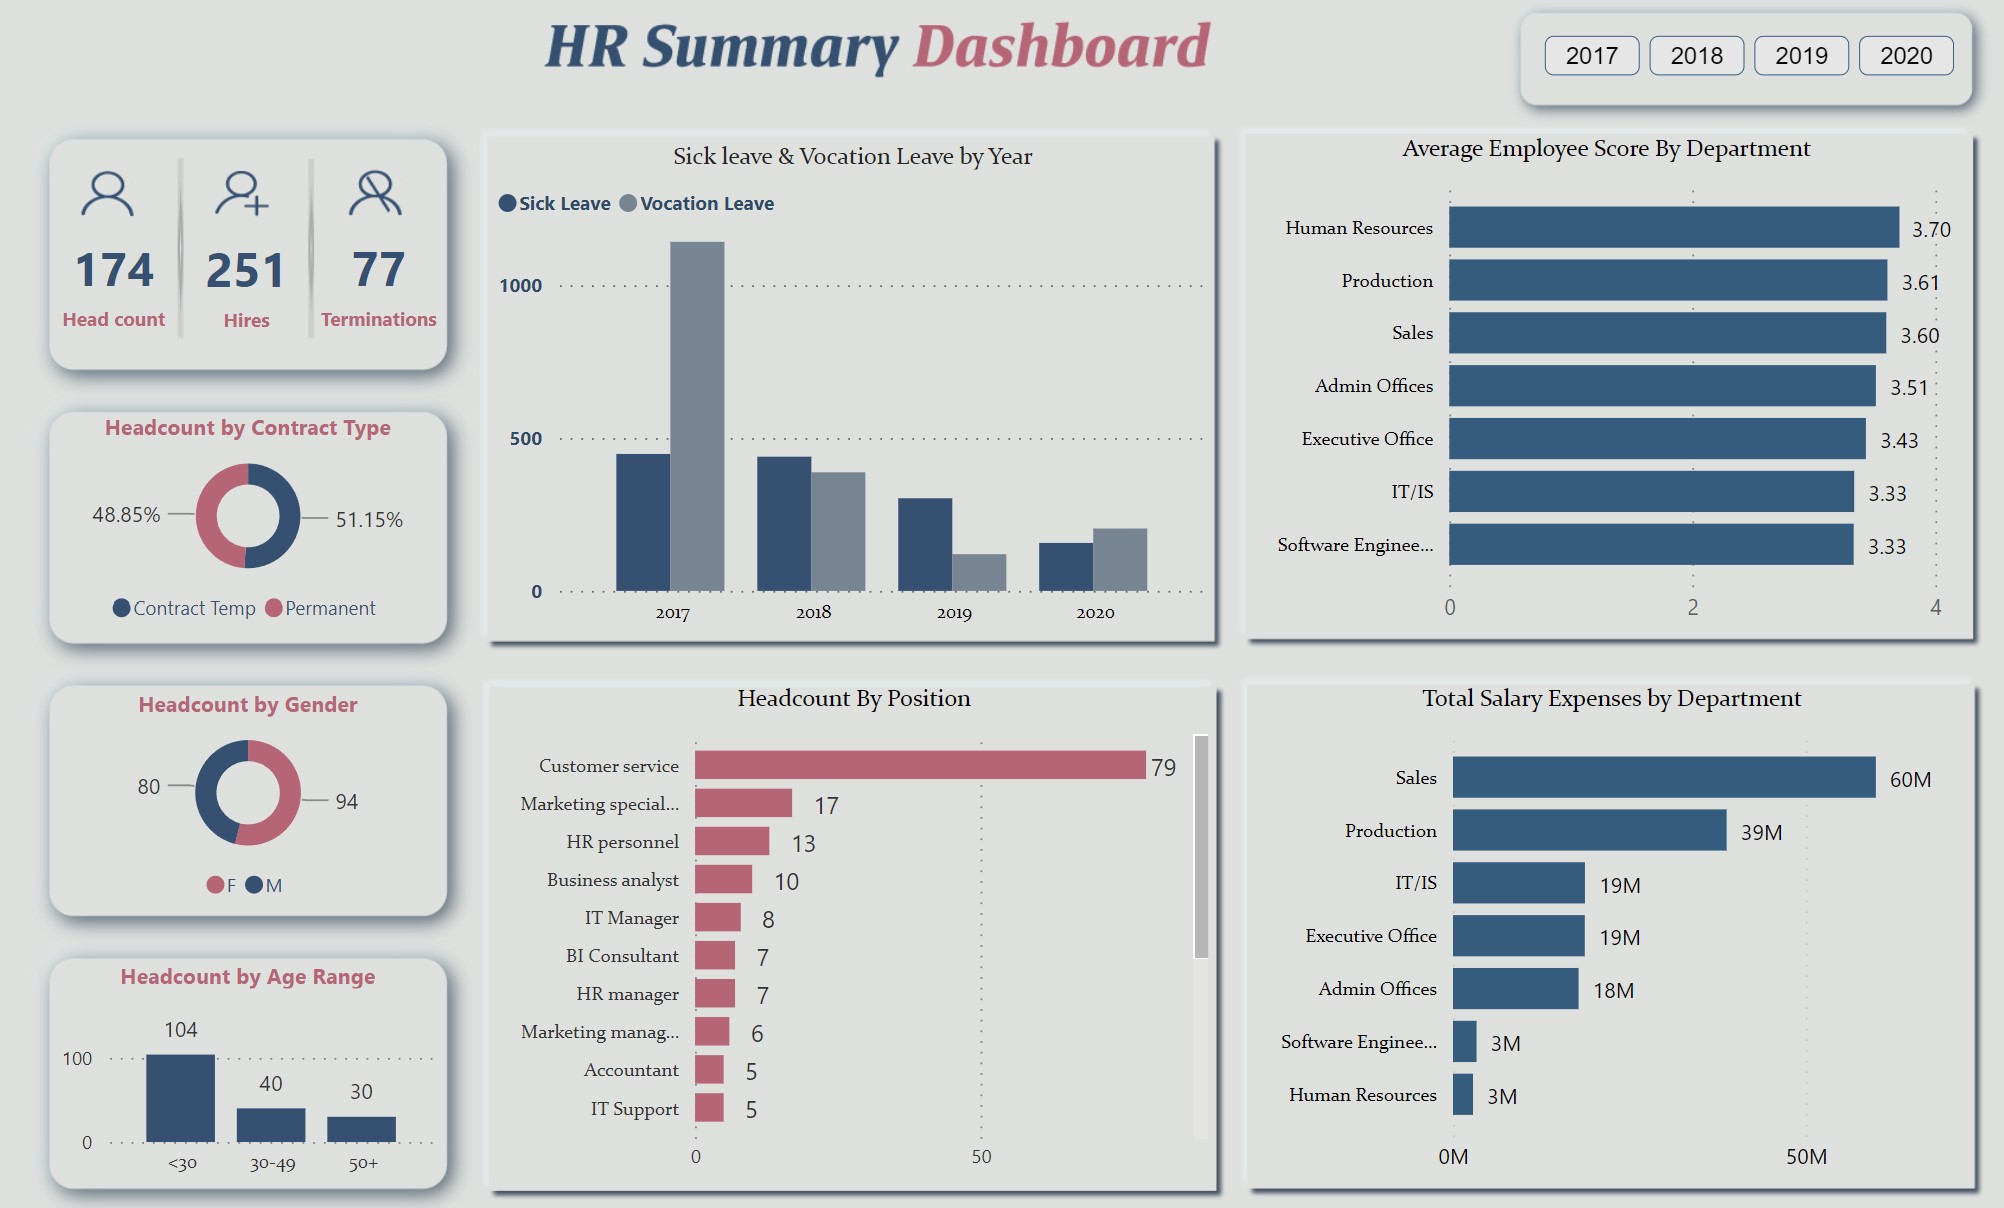 HR Summary Dashboard
2017 2018 2019 2020
174 251 77
Head count Hires Terminations
Headcount by Contract Type
48.85% 51.15%
Contract Temp Permanent
Headcount by Gender
80 94
F M
Headcount by Age Range
104
100
40
30
0
<30 30-49 50+
Sick leave & Vocation Leave by Year
Sick Leave Vocation Leave
1000
500
0
2017 2018 2019 2020
Average Employee Score By Department
Human Resources 3.70
Production 3.61
Sales 3.60
Admin Offices 3.51
Executive Office 3.43
IT/IS 3.33
Software Enginee... 3.33
0 2 4
Headcount By Position
Customer service 79
Marketing special... 17
HR personnel 13
Business analyst 10
IT Manager 8
BI Consultant 7
HR manager 7
Marketing manag... 6
Accountant 5
IT Support 5
0 50
Total Salary Expenses by Department
Sales 60M
Production 39M
IT/IS 19M
Executive Office 19M
Admin Offices 18M
Software Enginee... 3M
Human Resources 3M
0M 50M